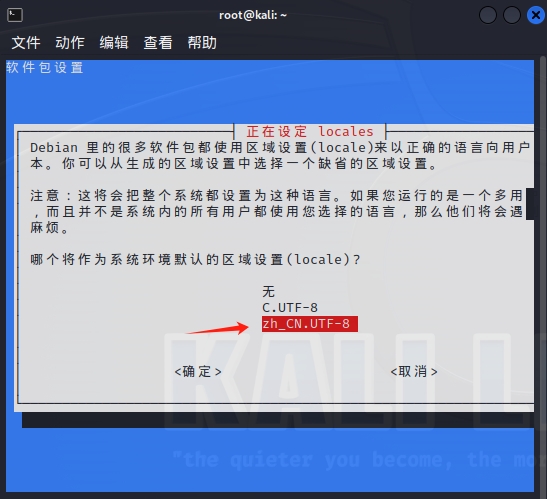 root@kali: ~
文件 动作 编辑 查看 帮助
软件包设置
正在设定 locales
Debian 里的很多软件包都使用区域设置(locale)来以正确的语言向用户
本。你可以从生成的区域设置中选择一个缺省的区域设置。
注意：这将会把整个系统都设置为这种语言。如果您运行的是一个多用
，而且并不是系统内的所有用户都使用您选择的语言，那么他们将会遇
麻烦。
哪个将作为系统环境默认的区域设置(locale)?
无
C.UTF-8
zh_CN.UTF-8
<确定> <取消>
KALI LI
"the quieter you become, the mor